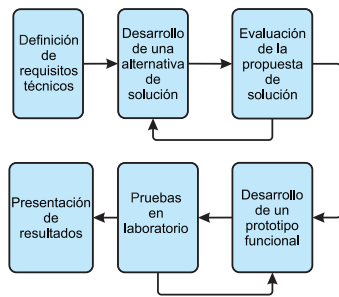 Definición
de
requisitos
técnicos
Desarrollo
de una
alternativa
de
solución
Evaluación
de la
propuesta
de
solución
Presentación
de
resultados
Pruebas
en
laboratorio
Desarrollo
de un
prototipo
funcional